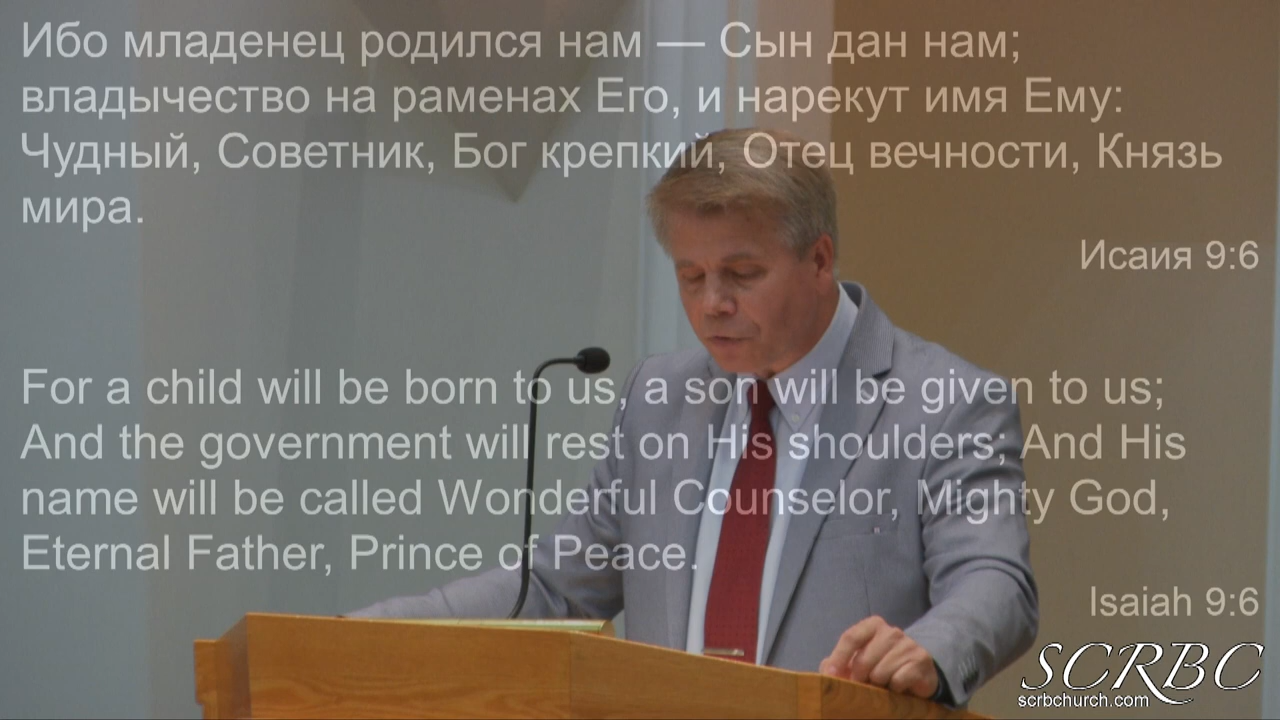 Ибо младенец родился нам — Сын дан нам;
владычество на раменах Его, и нарекут имя Ему:
Чудный, Советник, Бог крепкий, Отец вечности, Князь
мира.
Исаия 9:6
For a child will be born to us, a son will be given to us;
And the government will rest on His shoulders; And His
name will be called Wonderful Counselor, Mighty God,
Eternal Father, Prince of Peace.
Isaiah 9:6
SCRBC
scrbchurch.com